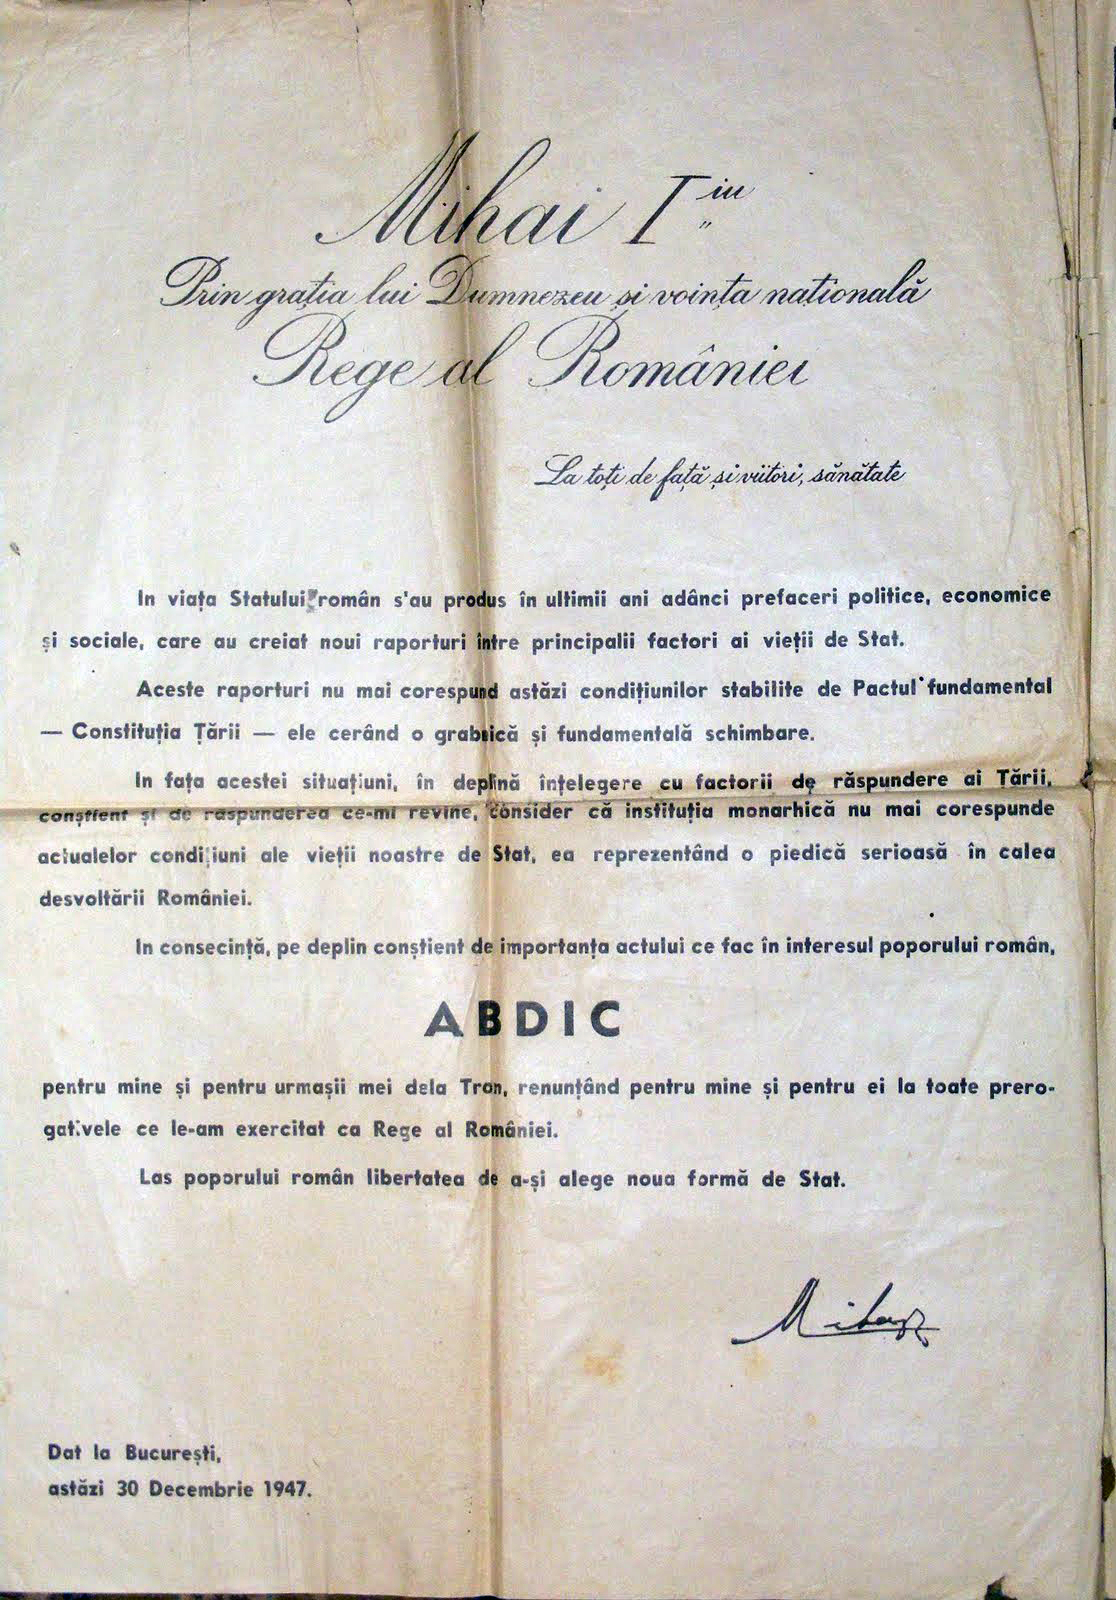 Mihai I iu
Prin grația lui Dumnezeu și voința națională
Rege al României
La toți de față și viitori, sănătate
In viața Statului român s'au produs în ultimii ani adânci prefaceri politice, economice
și sociale, care au creiat noui raporturi între principalii factori ai vieții de Stat.
Aceste raporturi nu mai corespund astăzi condițiunilor stabilite de Pactul fundamental
— Constituția Țării — ele cerând o grabnică și fundamentală schimbare.
In fața acestei situațiuni, în deplină înțelegere cu factorii de răspundere ai Țării,
conștient și de răspunderea ce-mi revine, consider că instituția monarhică nu mai corespunde
actualelor condițiuni ale vieții noastre de Stat, ea reprezentând o piedică serioasă în calea
desvoltării României.
In consecință, pe deplin conștient de importanța actului ce fac în interesul poporului român,
ABDIC
pentru mine și pentru urmașii mei dela Tron, renunțând pentru mine și pentru ei la toate prero-
gativele ce le-am exercitat ca Rege al României.
Las poporului român libertatea de a-și alege noua formă de Stat.
Mihai
Dat la București,
astăzi 30 Decembrie 1947.